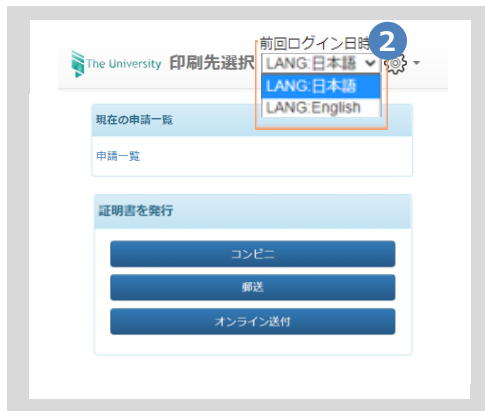 前回ログイン日時
2
The University 印刷先選択 LANG:日本語
LANG:日本語
LANG:English
現在の申請一覧
申請一覧
証明書を発行
コンビニ
郵送
オンライン送付